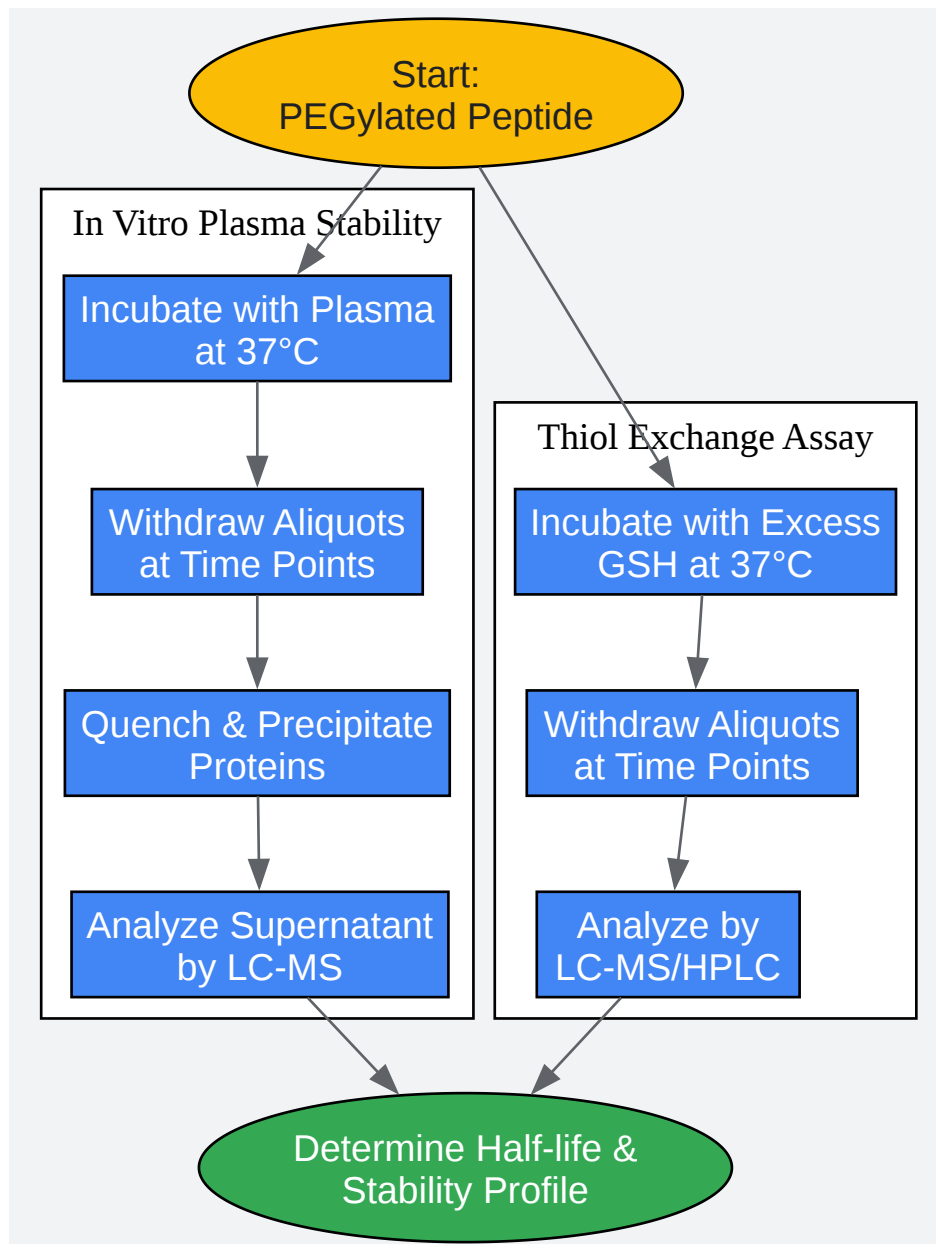 Start:
PEGylated Peptide
In Vitro Plasma Stability
Incubate with Plasma
at 37°C
Withdraw Aliquots
at Time Points
Quench & Precipitate
Proteins
Analyze Supernatant
by LC-MS
Thiol Exchange Assay
Incubate with Excess
GSH at 37°C
Withdraw Aliquots
at Time Points
Analyze by
LC-MS/HPLC
Determine Half-life &
Stability Profile